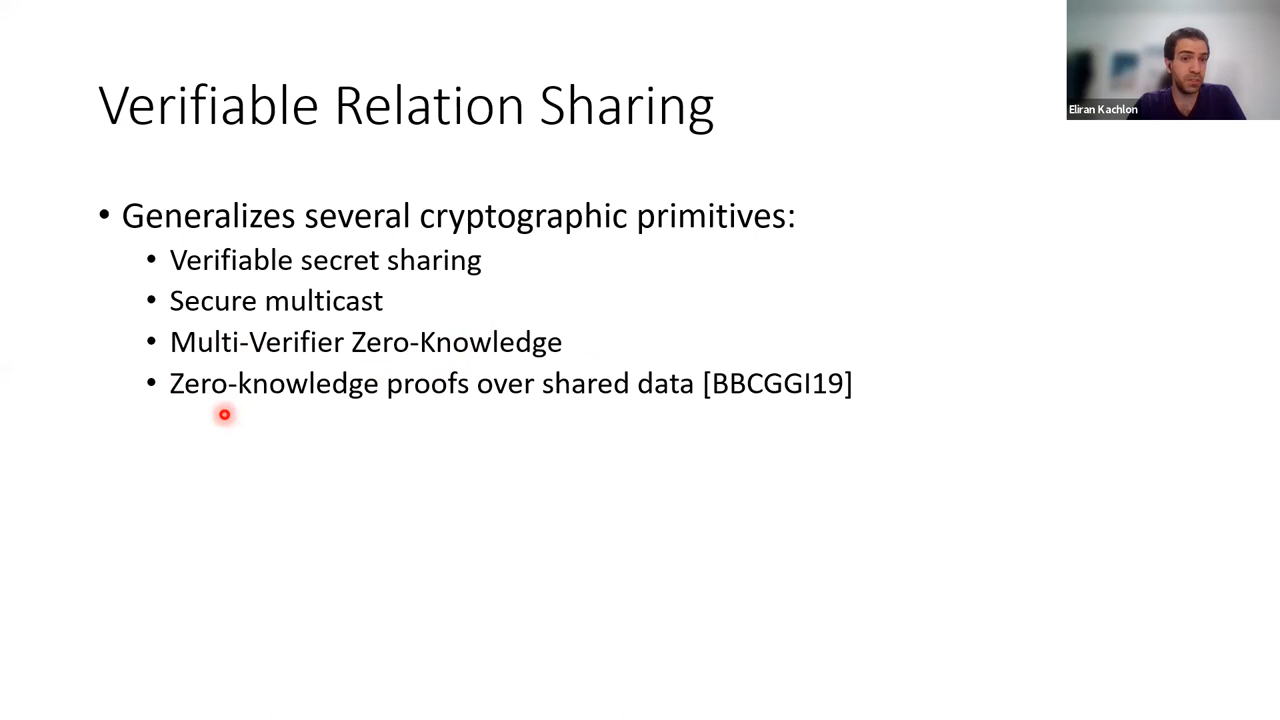 Verifiable Relation Sharing
Eliran Kachlon
• Generalizes several cryptographic primitives:
• Verifiable secret sharing
• Secure multicast
• Multi-Verifier Zero-Knowledge
• Zero-knowledge proofs over shared data [BBCGGI19]